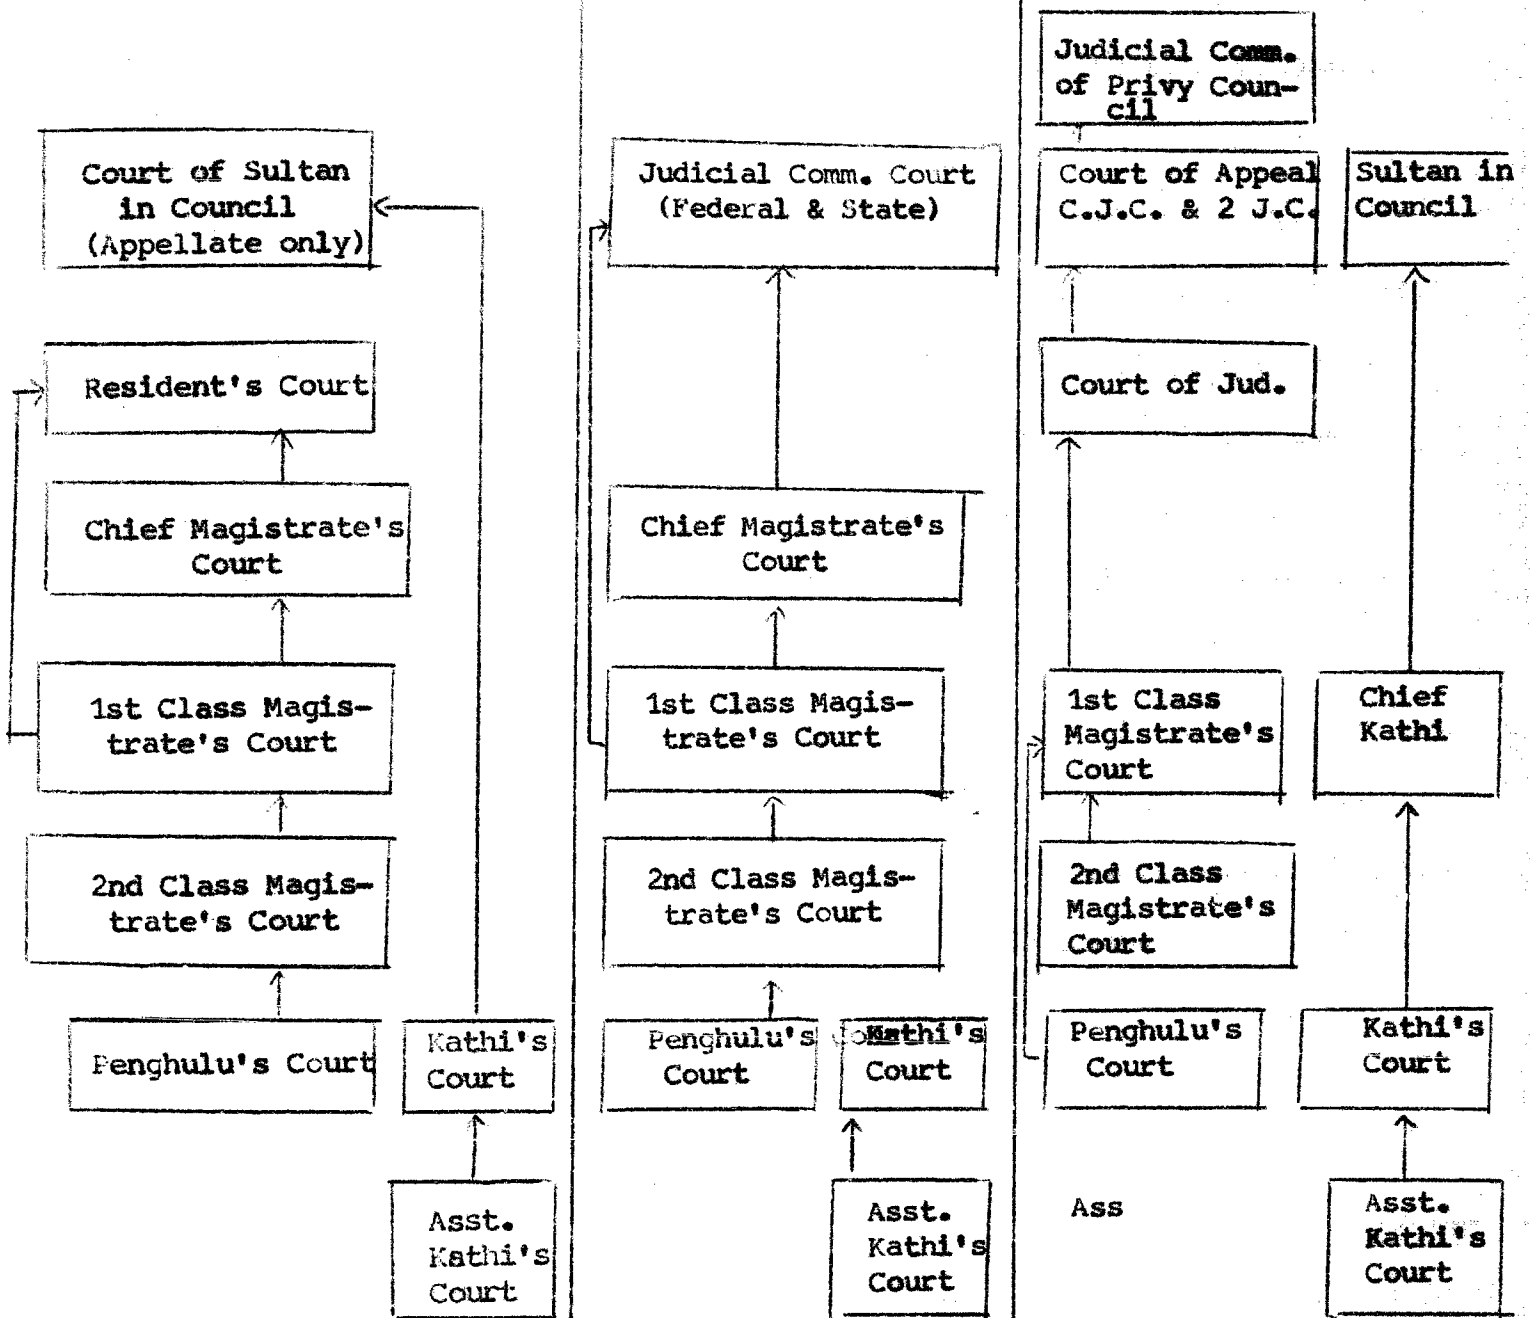 Court of Sultan
in Council
(Appellate only)
Resident's Court
Chief Magistrate's
Court
1st Class Magis-
trate's Court
2nd Class Magis-
trate's Court
Penghulu's Court
Kathi's
Court
Asst.
Kathi's
Court
Judicial Comm. Court
(Federal & State)
Chief Magistrate's
Court
1st Class Magis-
trate's Court
2nd Class Magis-
trate's Court
Penghulu's
Court
Kathi's
Court
Asst.
Kathi's
Court
Judicial Comm.
of Privy Coun-
cil
Court of Appeal
C.J.C. & 2 J.C.
Court of Jud.
1st Class
Magistrate's
Court
2nd Class
Magistrate's
Court
Penghulu's
Court
Ass
Sultan in
Council
Chief
Kathi
Kathi's
Court
Asst.
Kathi's
Court